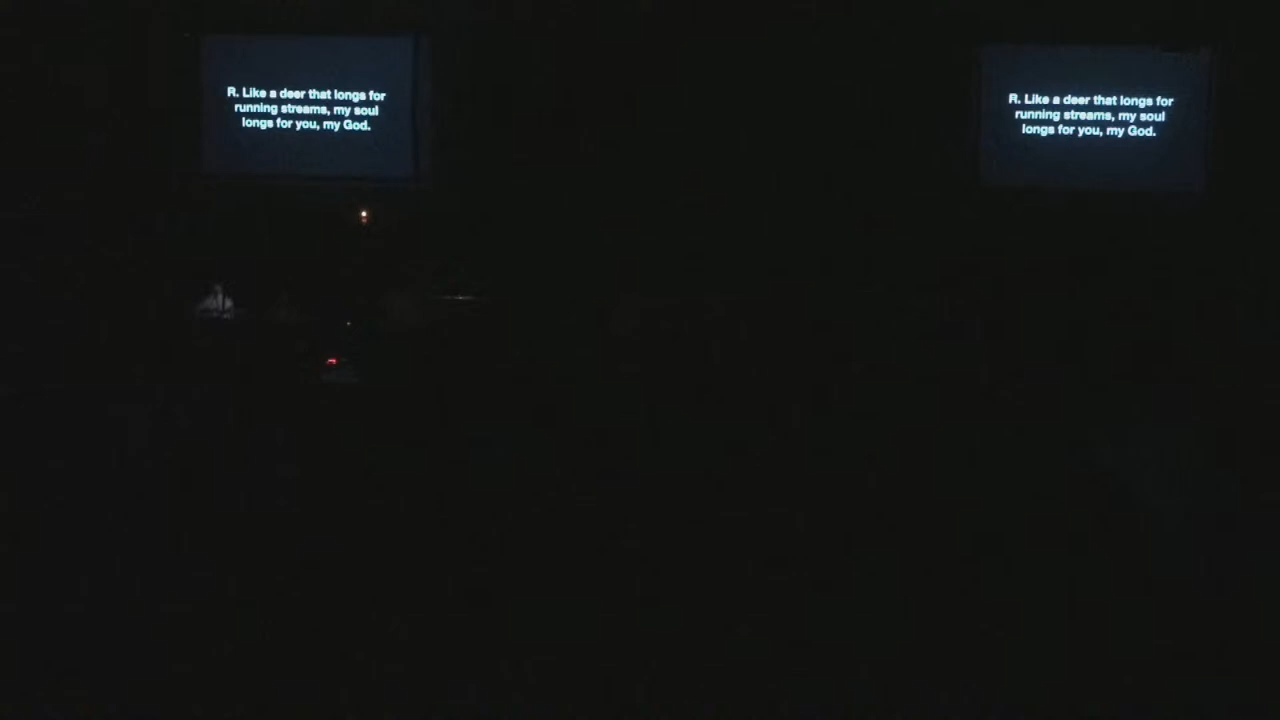 R. Like a deer that longs for
running streams, my soul
longs for you, my God.
R. Like a deer that longs for
running streams, my soul
longs for you, my God.